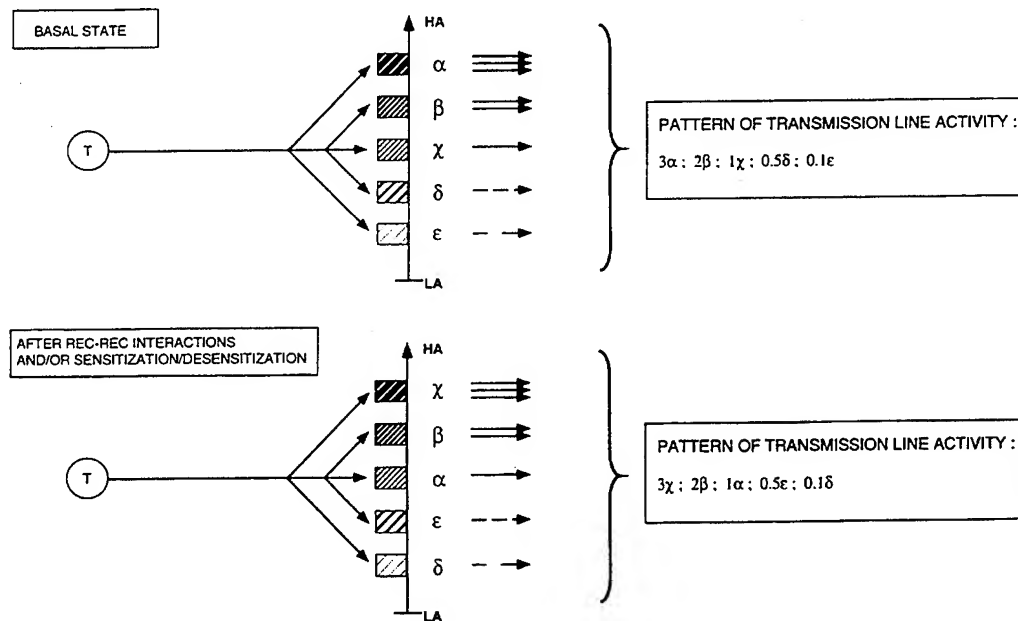 BASAL STATE
HA
α
β
T
χ
δ
ε
LA
PATTERN OF TRANSMISSION LINE ACTIVITY :
3α ; 2β ; 1χ ; 0.5δ ; 0.1ε
AFTER REC-REC INTERACTIONS
AND/OR SENSITIZATION/DESENSITIZATION
HA
χ
β
T
α
ε
δ
LA
PATTERN OF TRANSMISSION LINE ACTIVITY :
3χ ; 2β ; 1α ; 0.5ε ; 0.1δ